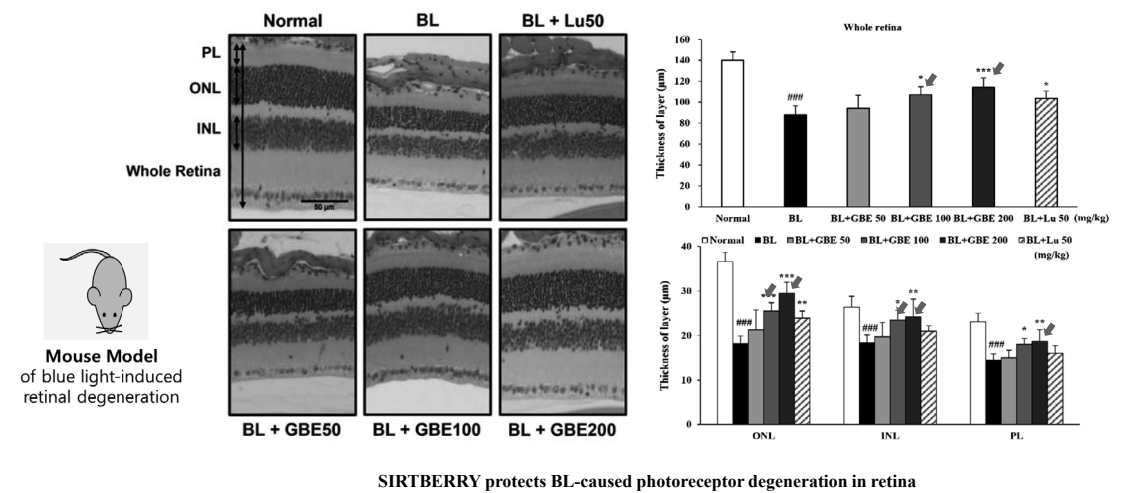 Normal
BL
BL + Lu50
PL
ONL
INL
Whole Retina
50 µm
BL + GBE50
BL + GBE100
BL + GBE200
Mouse Model
of blue light-induced
retinal degeneration
Whole retina
Thickness of layer (µm)
160
140
120
100
80
60
40
20
0
###
*
***
*
Normal
BL
BL+GBE 50
BL+GBE 100
BL+GBE 200
BL+Lu 50
(mg/kg)
Normal
BL
BL+GBE 50
BL+GBE 100
BL+GBE 200
BL+Lu 50
(mg/kg)
Thickness of layer (µm)
40
30
20
10
0
###
***
***
**
###
*
**
###
*
**
ONL
INL
PL
SIRTBERRY protects BL-caused photoreceptor degeneration in retina